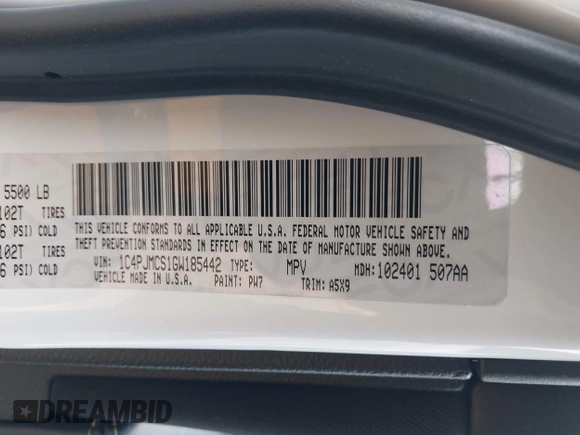 5500 LB
102T TIRES
6 PSI) COLD
102T TIRES
6 PSI) COLD
THIS VEHICLE CONFORMS TO ALL APPLICABLE U.S.A. FEDERAL MOTOR VEHICLE SAFETY AND
THEFT PREVENTION STANDARDS IN EFFECT ON THE DATE OF MANUFACTURE SHOWN ABOVE.
VIN: 1C4PJMCS1GW185442 TYPE: MPV MDH: 102401 507AA
VEHICLE MADE IN U.S.A. PAINT: PW7 TRIM: A5X9
DREAMBID